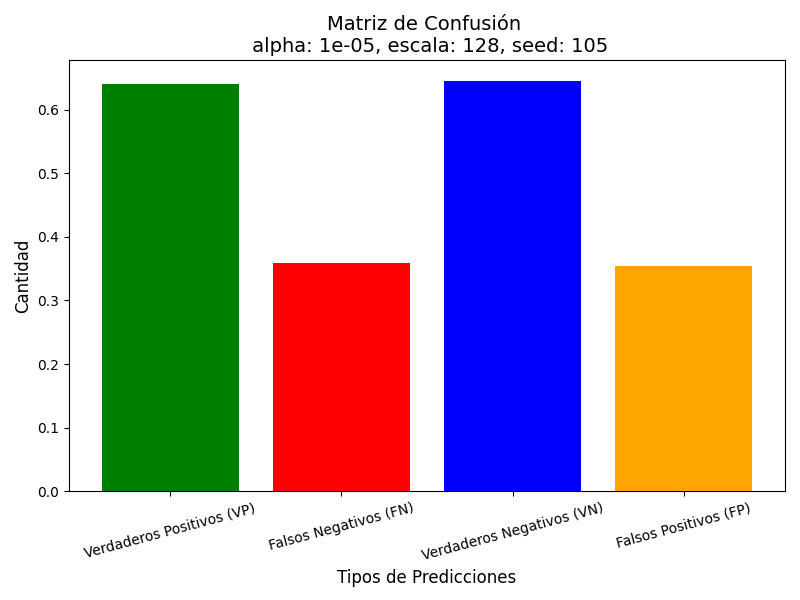 Matriz de Confusión
alpha: 1e-05, escala: 128, seed: 105
Cantidad
0.6
0.5
0.4
0.3
0.2
0.1
0.0
Verdaderos Positivos (VP)
Falsos Negativos (FN)
Verdaderos Negativos (VN)
Falsos Positivos (FP)
Tipos de Predicciones